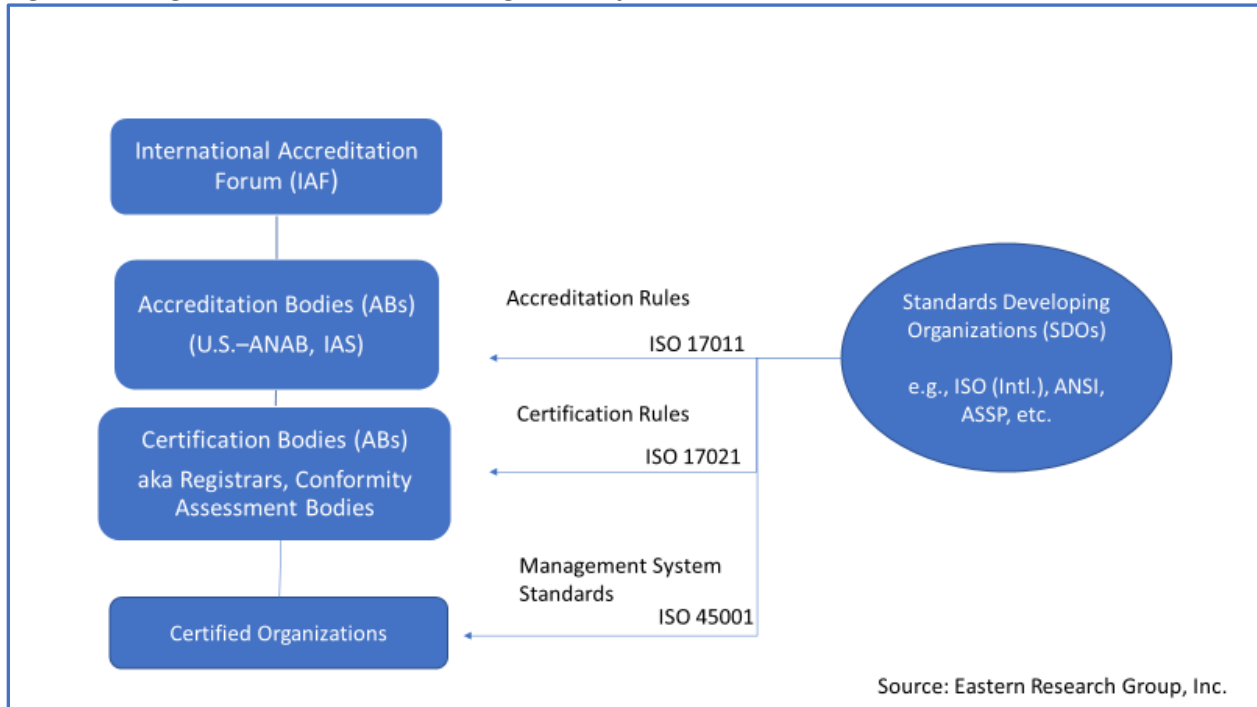 International Accreditation
Forum (IAF)
Accreditation Bodies (ABs)
(U.S.–ANAB, IAS)
Certification Bodies (ABs)
aka Registrars, Conformity
Assessment Bodies
Certified Organizations
Accreditation Rules
ISO 17011
Certification Rules
ISO 17021
Management System
Standards
ISO 45001
Standards Developing
Organizations (SDOs)
e.g., ISO (Intl.), ANSI,
ASSP, etc.
Source: Eastern Research Group, Inc.